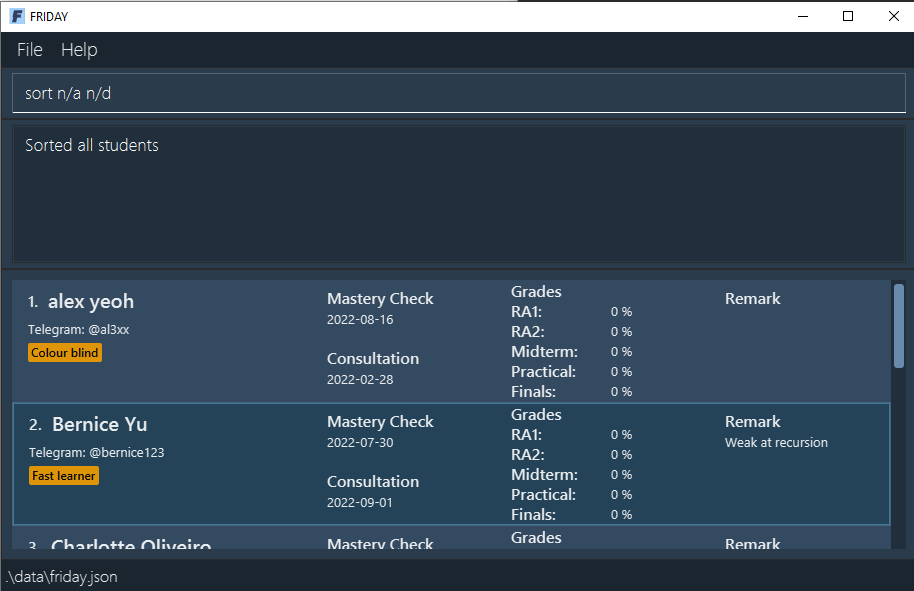 FRIDAY
File Help
sort n/a n/d
Sorted all students
1. alex yeoh
Telegram: @al3xx
Colour blind
Mastery Check
2022-08-16
Consultation
2022-02-28
Grades
RA1: 0 %
RA2: 0 %
Midterm: 0 %
Practical: 0 %
Finals: 0 %
Remark
2. Bernice Yu
Telegram: @bernice123
Fast learner
Mastery Check
2022-07-30
Consultation
2022-09-01
Grades
RA1: 0 %
RA2: 0 %
Midterm: 0 %
Practical: 0 %
Finals: 0 %
Remark
Weak at recursion
3. Charlotte Oliveiro
Mastery Check
Grades
Remark
.\data\friday.json